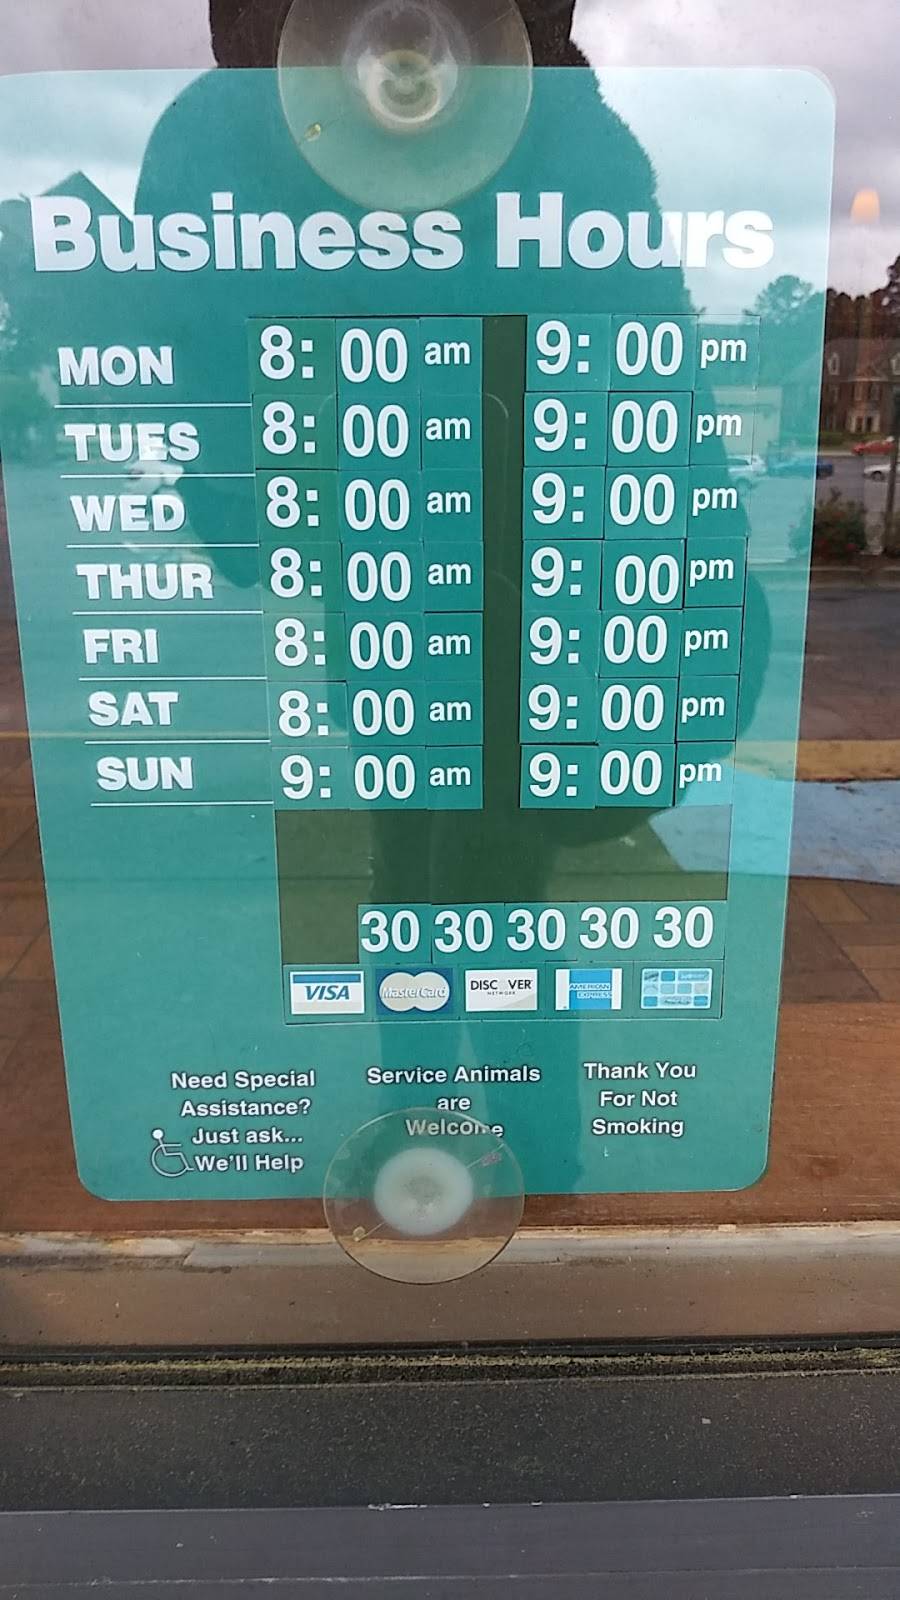 Business Hours
MON 8:00 am 9:00 pm
TUES 8:00 am 9:00 pm
WED 8:00 am 9:00 pm
THUR 8:00 am 9:00 pm
FRI 8:00 am 9:00 pm
SAT 8:00 am 9:00 pm
SUN 9:00 am 9:00 pm
30 30 30 30 30
VISA MasterCard DISC VER NETWORK AMERICAN EXPRESS SUBWAY
Need Special
Assistance?
Just ask...
We'll Help
Service Animals
are
Welcome
Thank You
For Not
Smoking